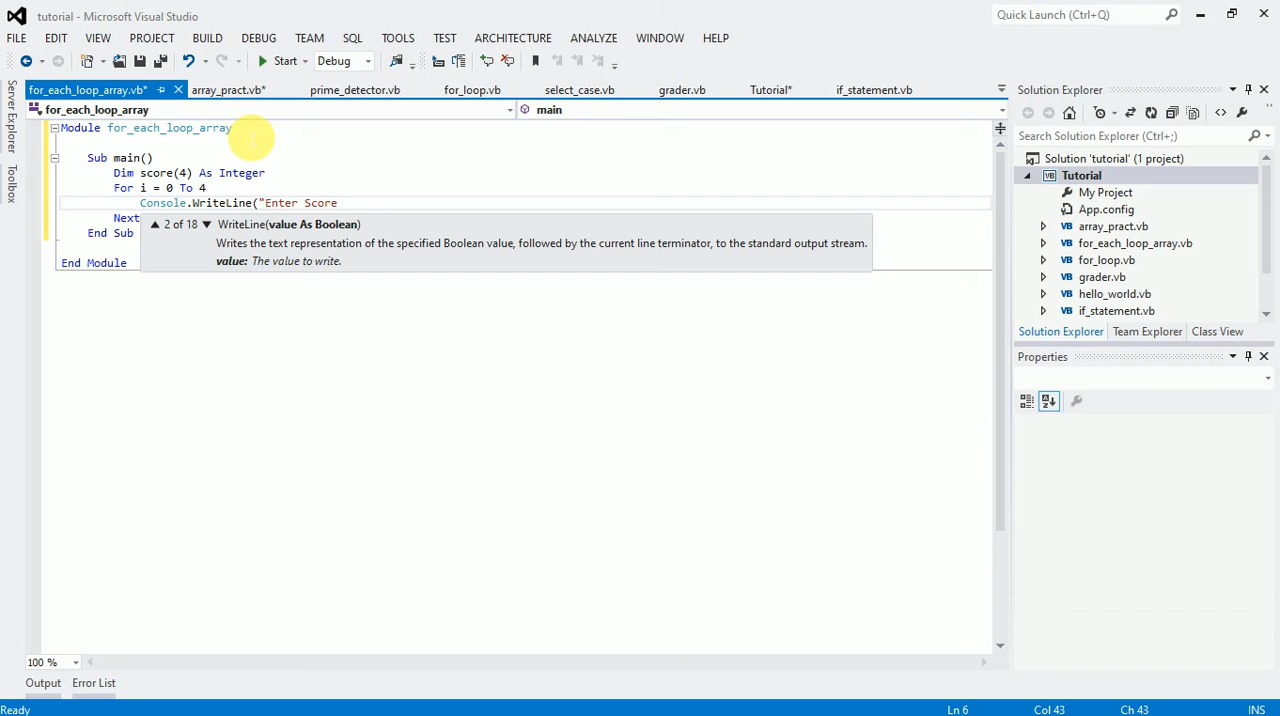 tutorial - Microsoft Visual Studio
Quick Launch (Ctrl+Q)
FILE EDIT VIEW PROJECT BUILD DEBUG TEAM SQL TOOLS TEST ARCHITECTURE ANALYZE WINDOW HELP
Start Debug
Server Explorer
Toolbox
for_each_loop_array.vb* array_pract.vb* prime_detector.vb for_loop.vb select_case.vb grader.vb Tutorial* if_statement.vb
for_each_loop_array main
Module for_each_loop_array
Sub main()
Dim score(4) As Integer
For i = 0 To 4
Console.WriteLine("Enter Score
Next
End Sub
End Module
2 of 18 WriteLine(value As Boolean)
Writes the text representation of the specified Boolean value, followed by the current line terminator, to the standard output stream.
value: The value to write.
Solution Explorer
Search Solution Explorer (Ctrl+;)
Solution 'tutorial' (1 project)
VB Tutorial
My Project
App.config
VB array_pract.vb
VB for_each_loop_array.vb
VB for_loop.vb
VB grader.vb
VB hello_world.vb
VB if_statement.vb
Solution Explorer Team Explorer Class View
Properties
100 %
Output Error List
Ready Ln 6 Col 43 Ch 43 INS